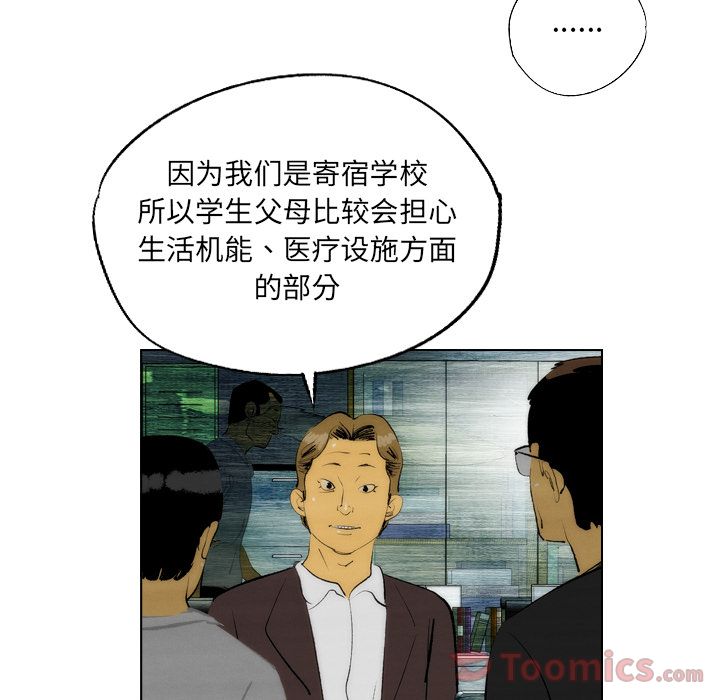 ......
因为我们是寄宿学校
所以学生父母比较会担心
生活机能、医疗设施方面
的部分
Toomics.com